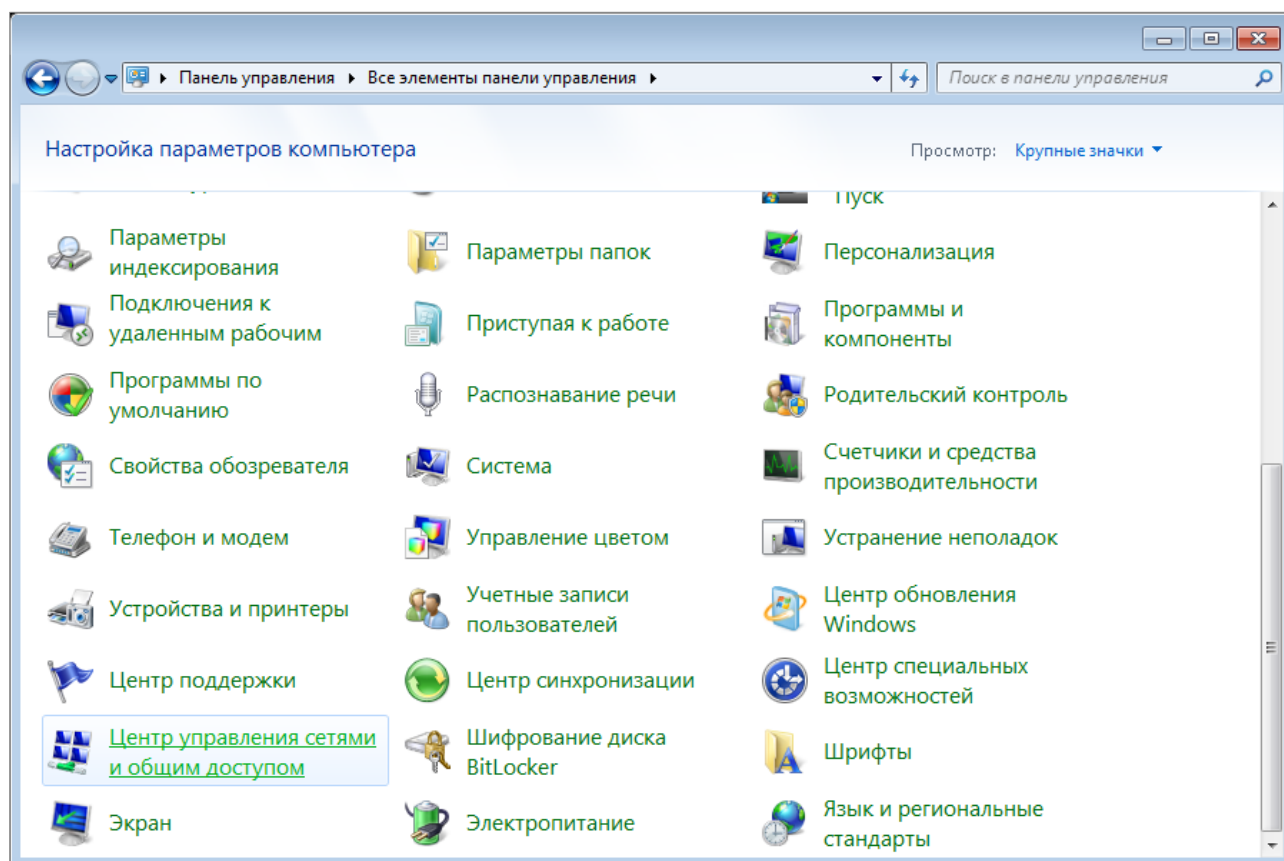 Панель управления
Все элементы панели управления
Поиск в панели управления
Настройка параметров компьютера
Просмотр: Крупные значки
Пуск
Параметры
индексирования
Параметры папок
Персонализация
Подключения к
удаленным рабочим
Приступая к работе
Программы и
компоненты
Программы по
умолчанию
Распознавание речи
Родительский контроль
Свойства обозревателя
Система
Счетчики и средства
производительности
Телефон и модем
Управление цветом
Устранение неполадок
Устройства и принтеры
Учетные записи
пользователей
Центр обновления
Windows
Центр поддержки
Центр синхронизации
Центр специальных
возможностей
Центр управления сетями
и общим доступом
Шифрование диска
BitLocker
Шрифты
Экран
Электропитание
Язык и региональные
стандарты